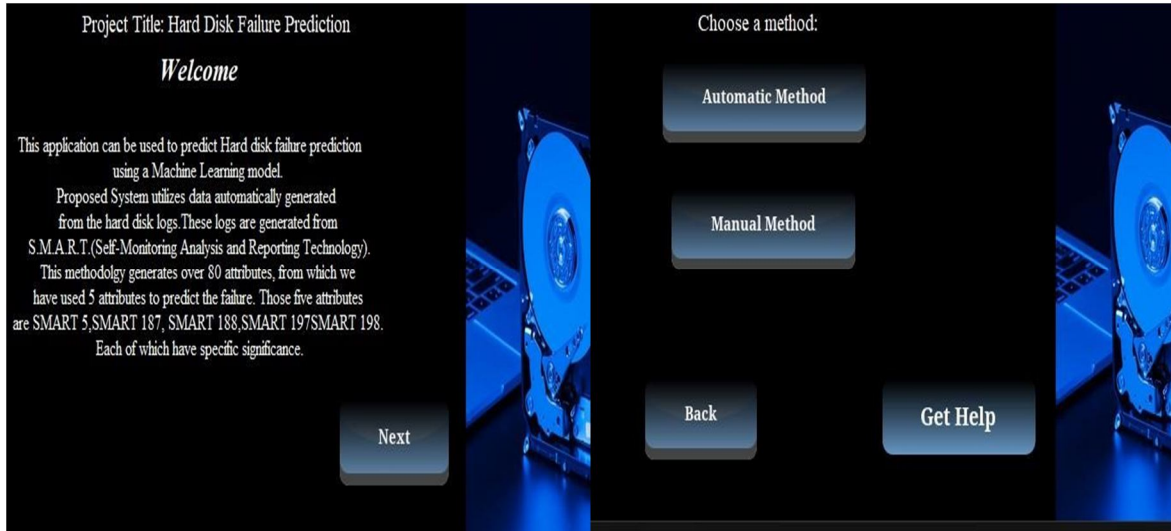 Project Title: Hard Disk Failure Prediction
Welcome
This application can be used to predict Hard disk failure prediction
using a Machine Learning model.
Proposed System utilizes data automatically generated
from the hard disk logs.These logs are generated from
S.M.A.R.T.(Self-Monitoring Analysis and Reporting Technology).
This methodolgy generates over 80 attributes, from which we
have used 5 attributes to predict the failure. Those five attributes
are SMART 5,SMART 187, SMART 188,SMART 197SMART 198.
Each of which have specific significance.
Next
Choose a method:
Automatic Method
Manual Method
Back
Get Help